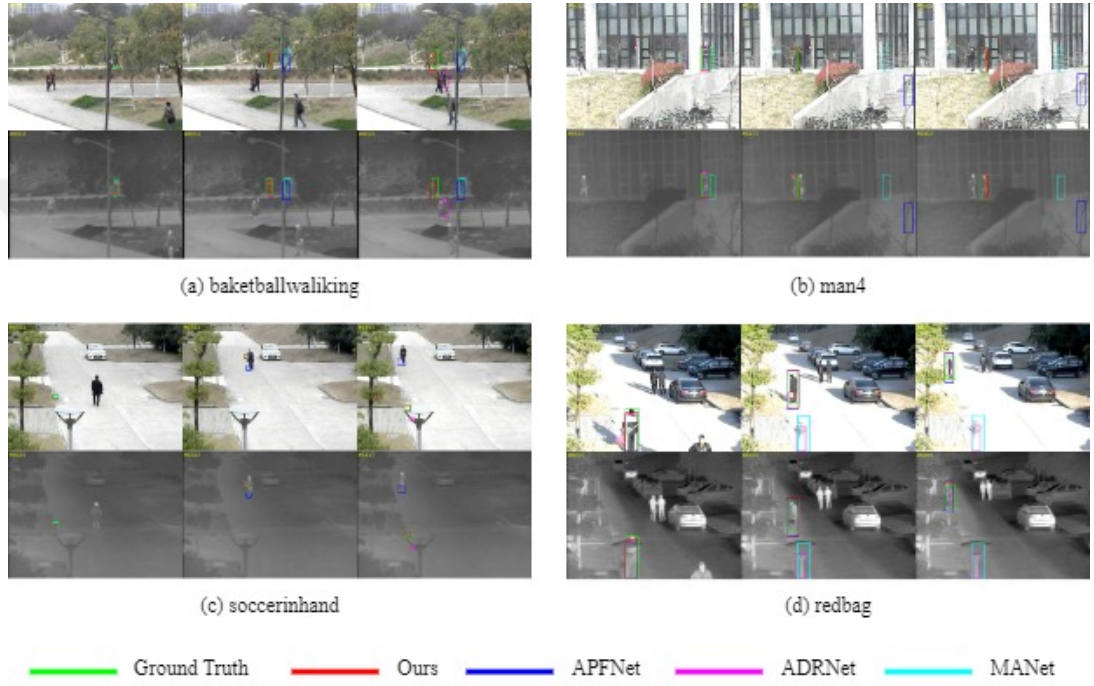 (a) baketballwaliking
(b) man4
(c) soccerinhand
(d) redbag
Ground Truth
Ours
APFNet
ADRNet
MANet